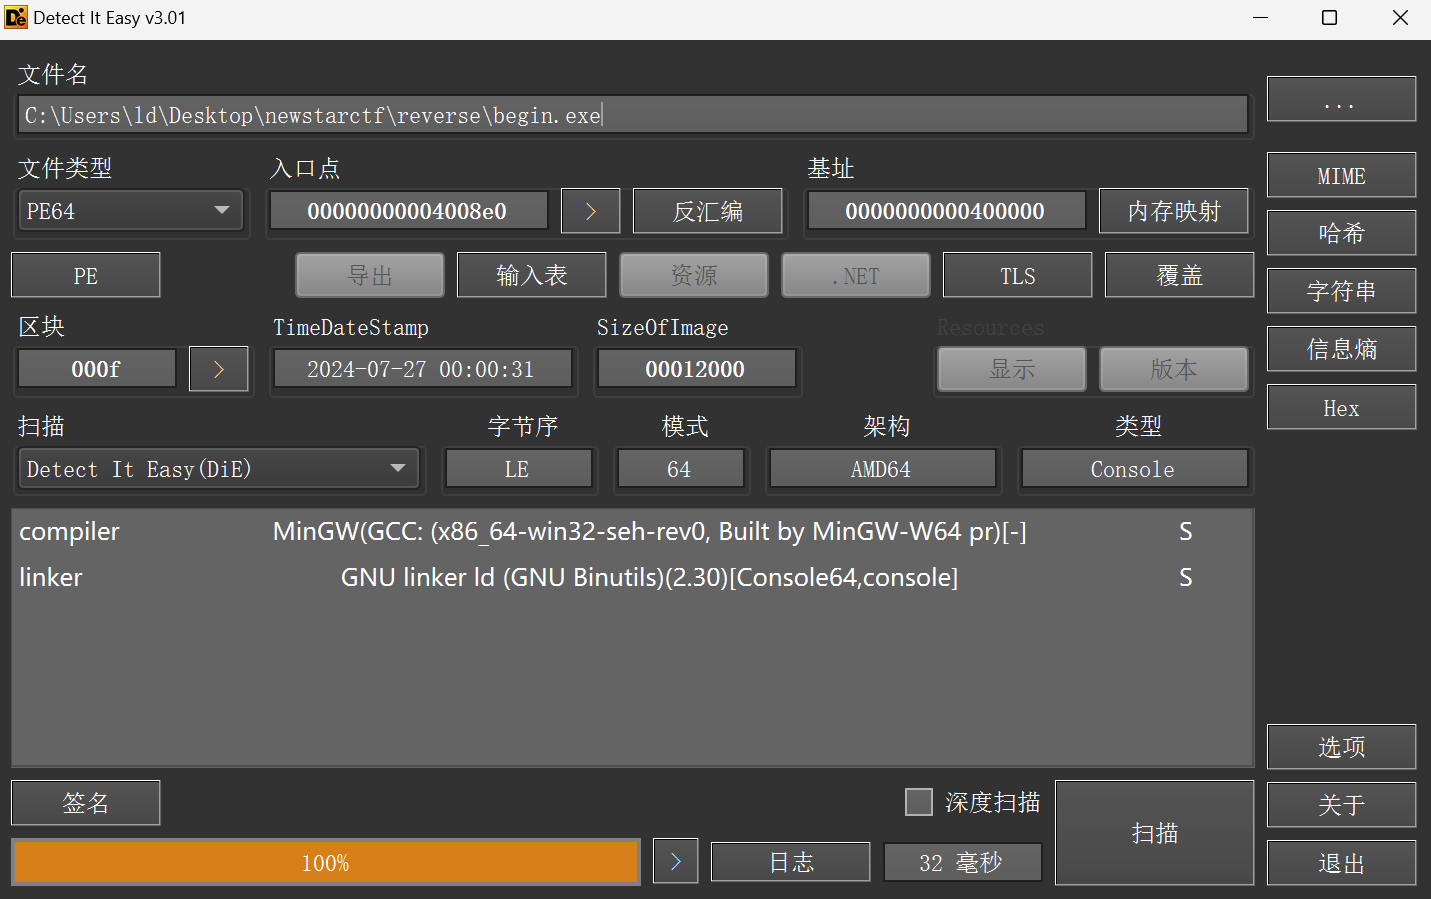 Detect It Easy v3.01
文件名
C:\Users\ld\Desktop\newstarctf\reverse\begin.exe
...
文件类型 入口点 基址
MIME
PE64 00000000004008e0 > 反汇编 0000000000400000 内存映射
哈希
PE 导出 输入表 资源 .NET TLS 覆盖
字符串
区块 TimeDateStamp SizeOfImage Resources
信息熵
000f > 2024-07-27 00:00:31 00012000 显示 版本
Hex
扫描 字节序 模式 架构 类型
Detect It Easy(DiE) LE 64 AMD64 Console
compiler MinGW(GCC: (x86_64-win32-seh-rev0, Built by MinGW-W64 pr)[-] S
linker GNU linker ld (GNU Binutils)(2.30)[Console64,console] S
选项
签名 深度扫描 扫描 关于
100% > 日志 32 毫秒 退出